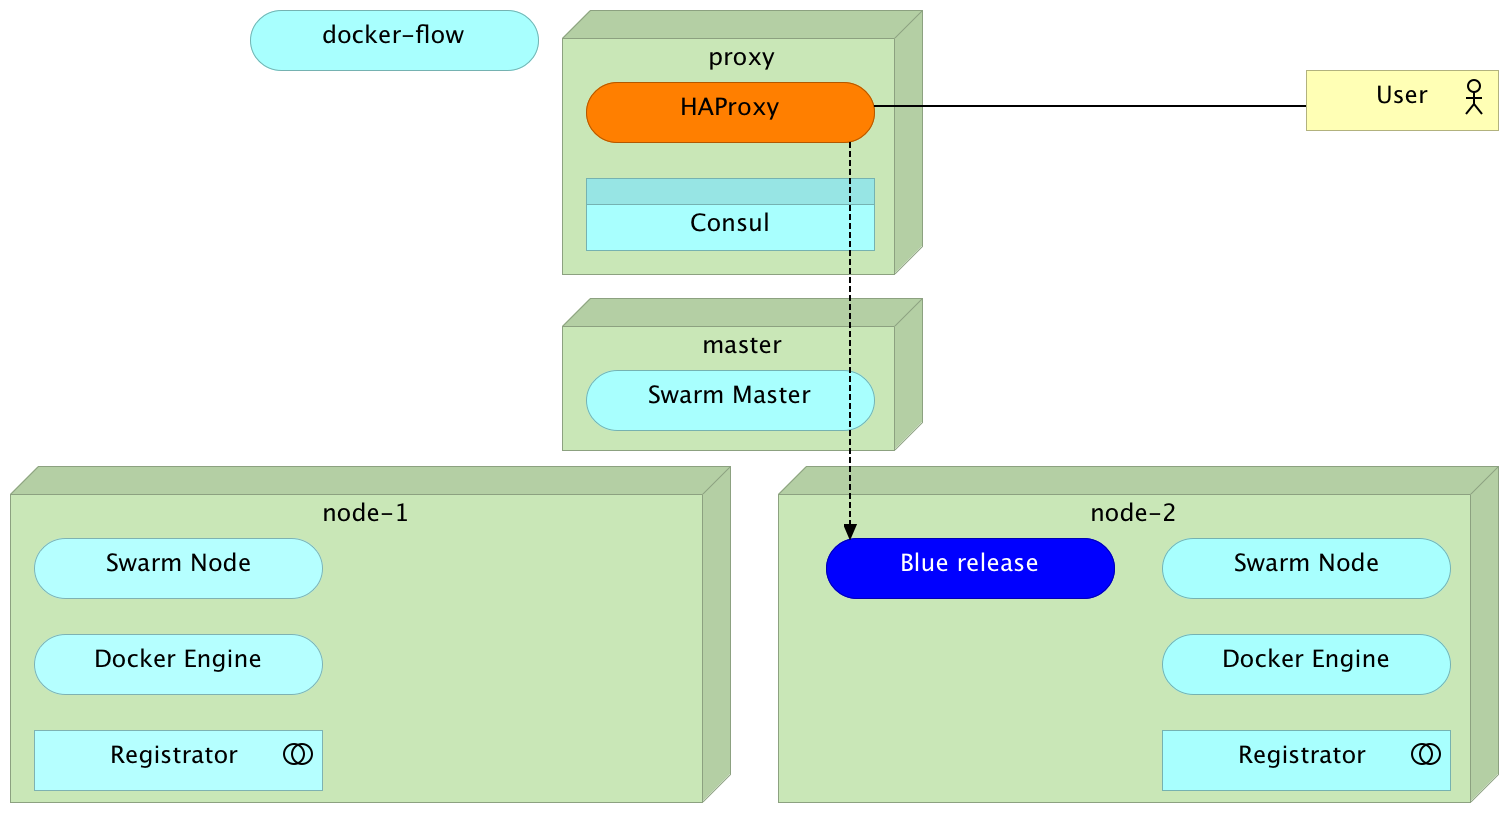 docker-flow
proxy
HAProxy
User
Consul
master
Swarm Master
node-1
Swarm Node
Docker Engine
Registrator
node-2
Blue release
Swarm Node
Docker Engine
Registrator